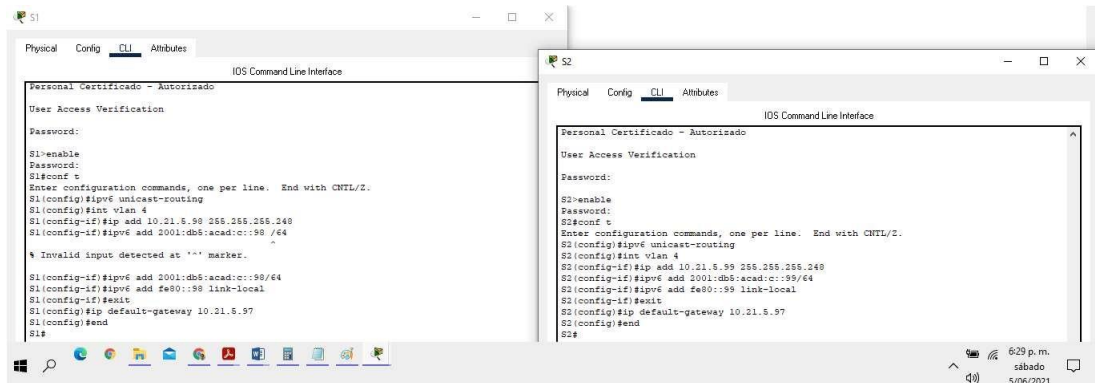 S1
Physical Config CLI Attributes
IOS Command Line Interface
Personal Certificado - Autorizado
User Access Verification
Password:
S1>enable
Password:
S1#conf t
Enter configuration commands, one per line. End with CNTL/Z.
S1(config)#ipv6 unicast-routing
S1(config)#int vlan 4
S1(config-if)#ip add 10.21.5.98 255.255.255.248
S1(config-if)#ipv6 add 2001:db5:acad:c::98 /64
^
% Invalid input detected at '^' marker.
S1(config-if)#ipv6 add 2001:db5:acad:c::98/64
S1(config-if)#ipv6 add fe80::98 link-local
S1(config-if)#exit
S1(config)#ip default-gateway 10.21.5.97
S1(config)#end
S1#
S2
Physical Config CLI Attributes
IOS Command Line Interface
Personal Certificado - Autorizado
User Access Verification
Password:
S2>enable
Password:
S2#conf t
Enter configuration commands, one per line. End with CNTL/Z.
S2(config)#ipv6 unicast-routing
S2(config)#int vlan 4
S2(config-if)#ip add 10.21.5.99 255.255.255.248
S2(config-if)#ipv6 add 2001:db5:acad:c::99/64
S2(config-if)#ipv6 add fe80::99 link-local
S2(config-if)#exit
S2(config)#ip default-gateway 10.21.5.97
S2(config)#end
S2#
6:29 p. m.
sábado
5/06/2021